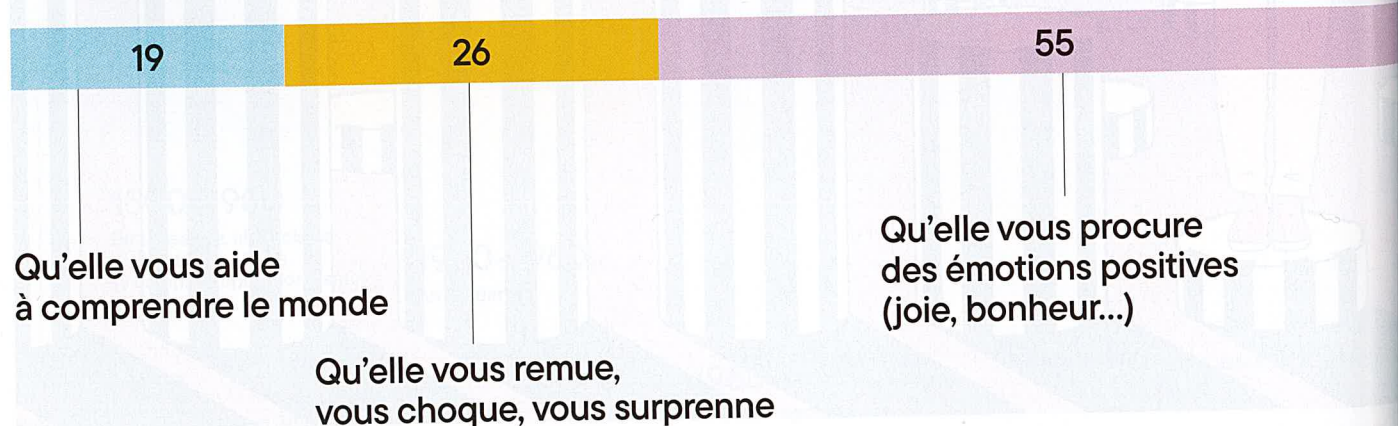 19
26
55
Qu'elle vous aide
à comprendre le monde
Qu'elle vous remue,
vous choque, vous surprenne
Qu'elle vous procure
des émotions positives
(joie, bonheur...)